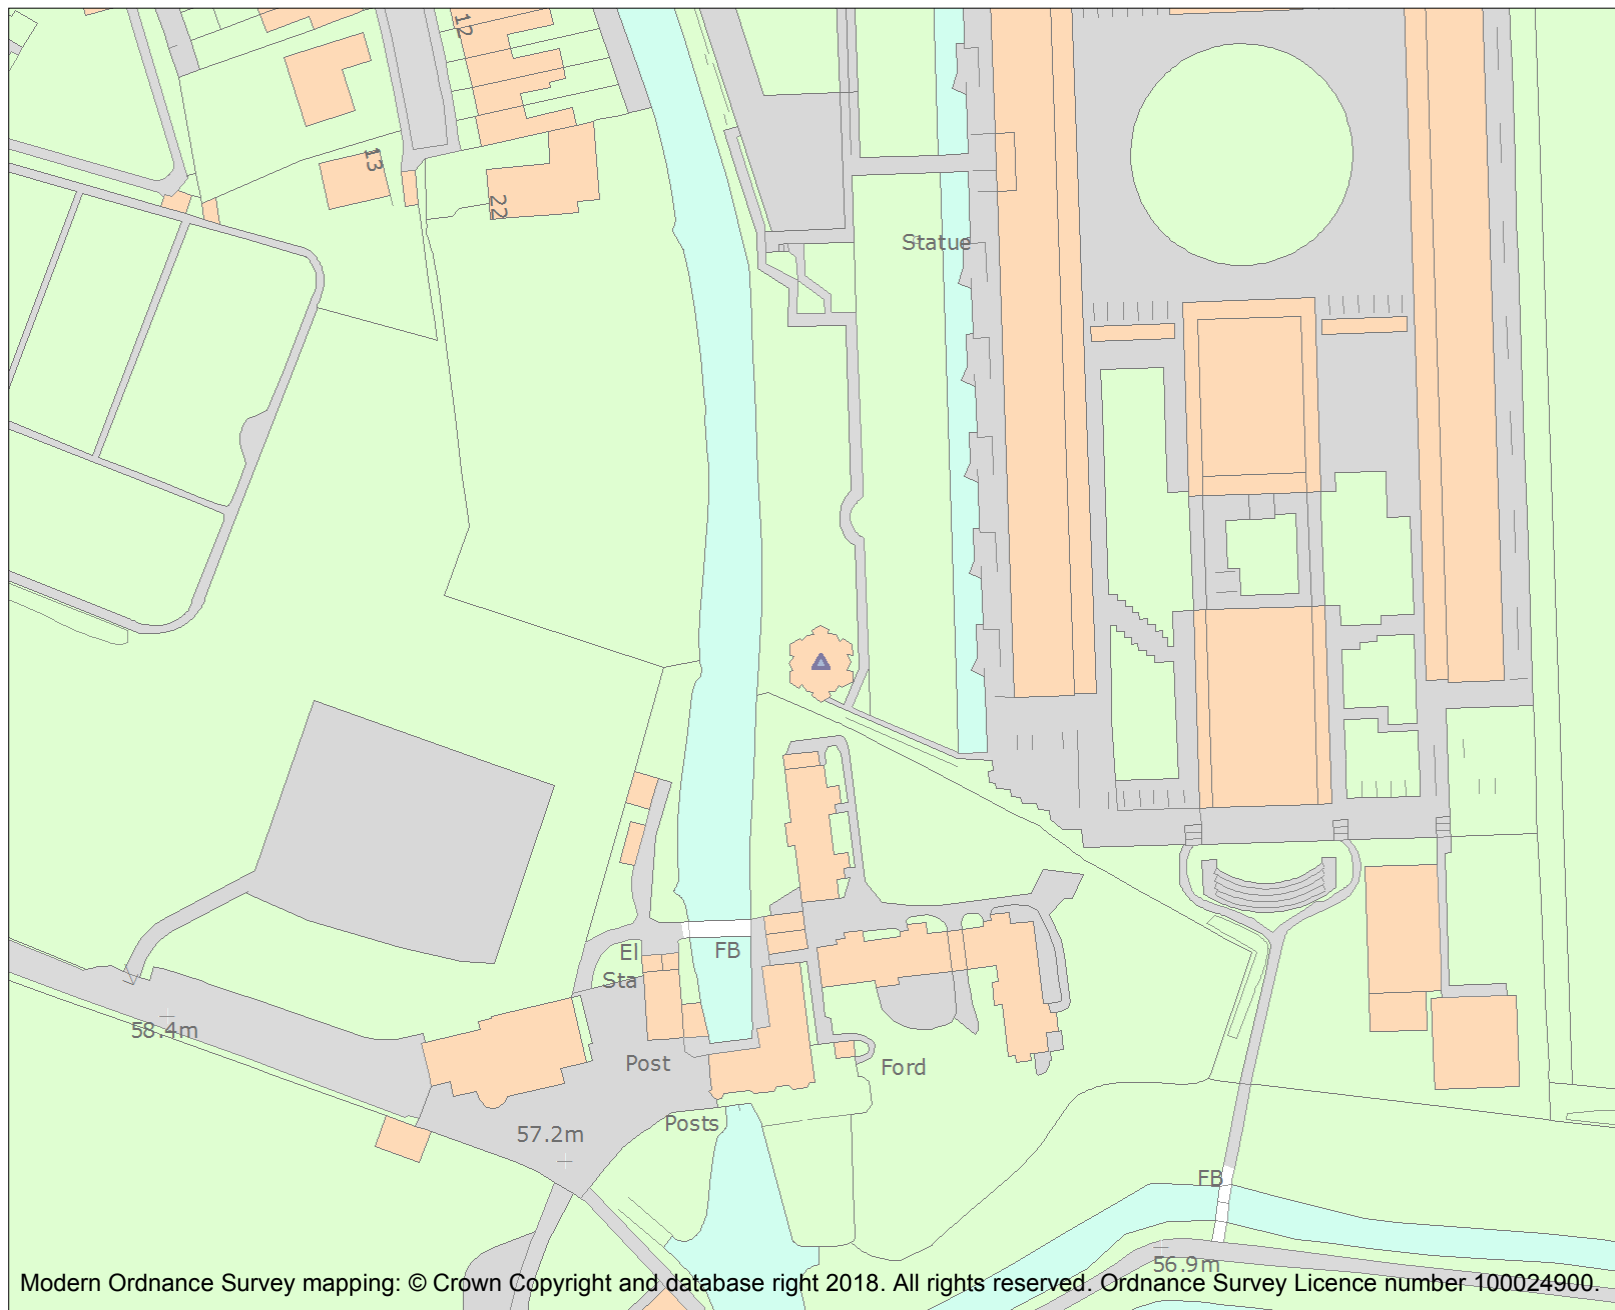 12
13
22
Statue
El
Sta
FB
58.4m
Post
Ford
Posts
57.2m
FB
56.9m
Modern Ordnance Survey mapping: © Crown Copyright and database right 2018. All rights reserved. Ordnance Survey Licence number 100024900.